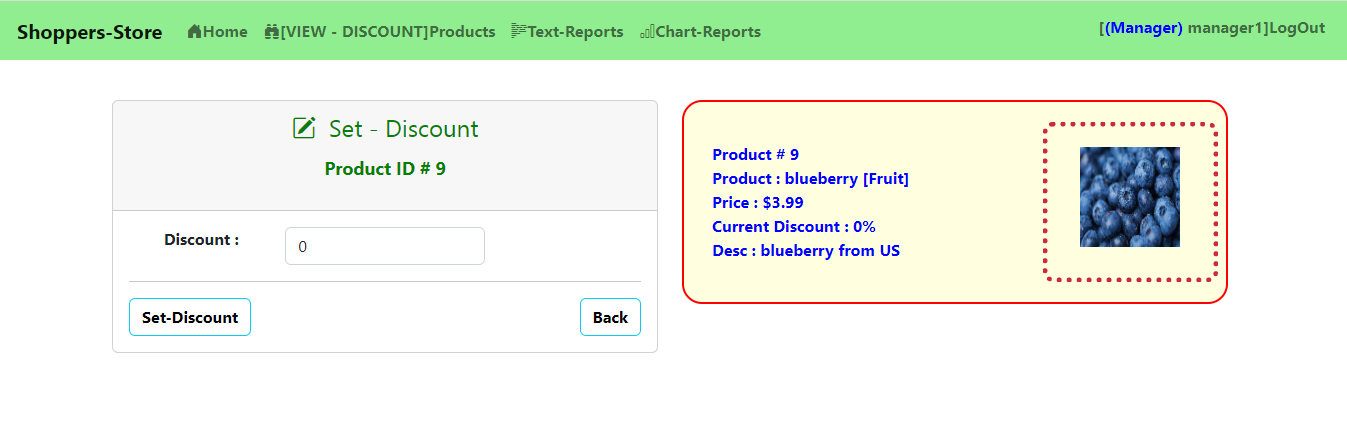 Shoppers-Store Home [VIEW - DISCOUNT]Products Text-Reports Chart-Reports [(Manager) manager1]LogOut
Set - Discount
Product ID # 9
Discount : 0
Set-Discount Back
Product # 9
Product : blueberry [Fruit]
Price : $3.99
Current Discount : 0%
Desc : blueberry from US